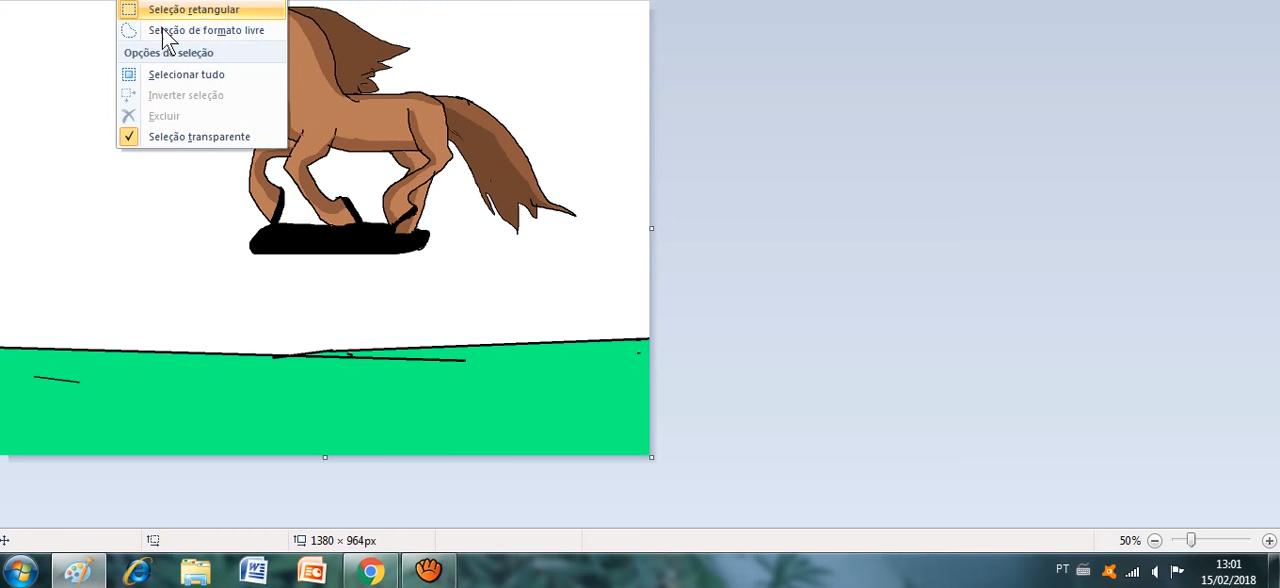 Seleção retangular
Seleção de formato livre
Opções de seleção
Selecionar tudo
Inverter seleção
Excluir
Seleção transparente
1380 × 964px
50%
PT
13:01
15/02/2018